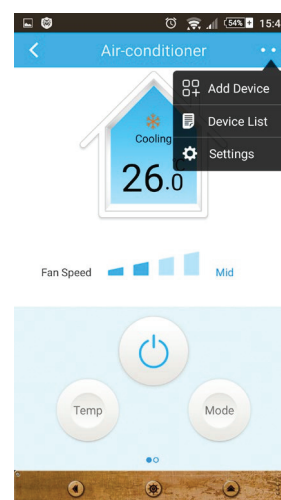 54% 15:4
Air-conditioner
Add Device
Device List
Settings
Cooling
26.0 °C
Fan Speed Mid
Temp Mode